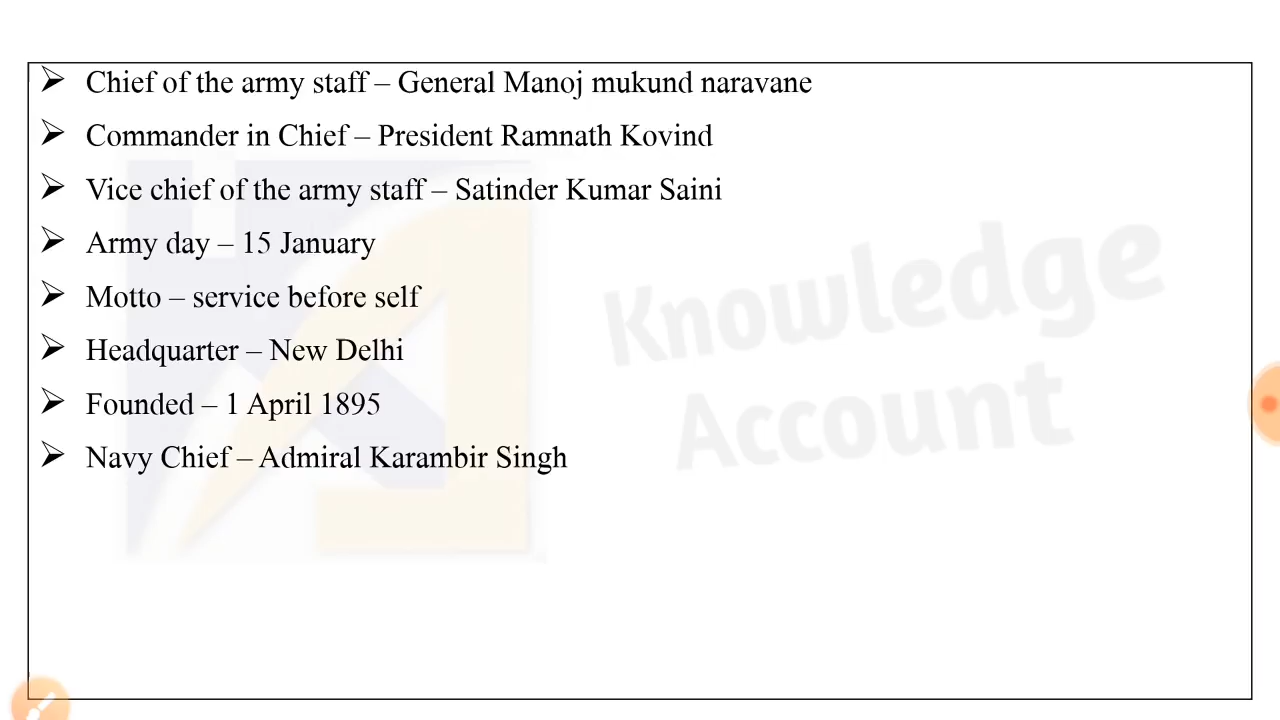 ➢ Chief of the army staff – General Manoj mukund naravane
➢ Commander in Chief – President Ramnath Kovind
➢ Vice chief of the army staff – Satinder Kumar Saini
➢ Army day – 15 January
➢ Motto – service before self
➢ Headquarter – New Delhi
➢ Founded – 1 April 1895
➢ Navy Chief – Admiral Karambir Singh
Knowledge
Account